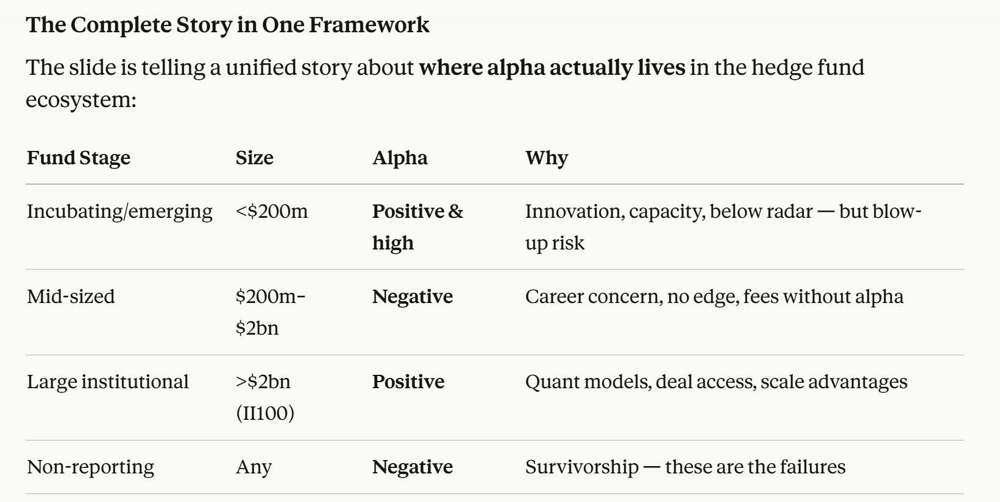 The Complete Story in One Framework
The slide is telling a unified story about where alpha actually lives in the hedge fund
ecosystem:
Fund Stage Size Alpha Why
Incubating/emerging <$200m Positive & Innovation, capacity, below radar — but blow-
high up risk
Mid-sized $200m– Negative Career concern, no edge, fees without alpha
$2bn
Large institutional >$2bn Positive Quant models, deal access, scale advantages
(II100)
Non-reporting Any Negative Survivorship — these are the failures